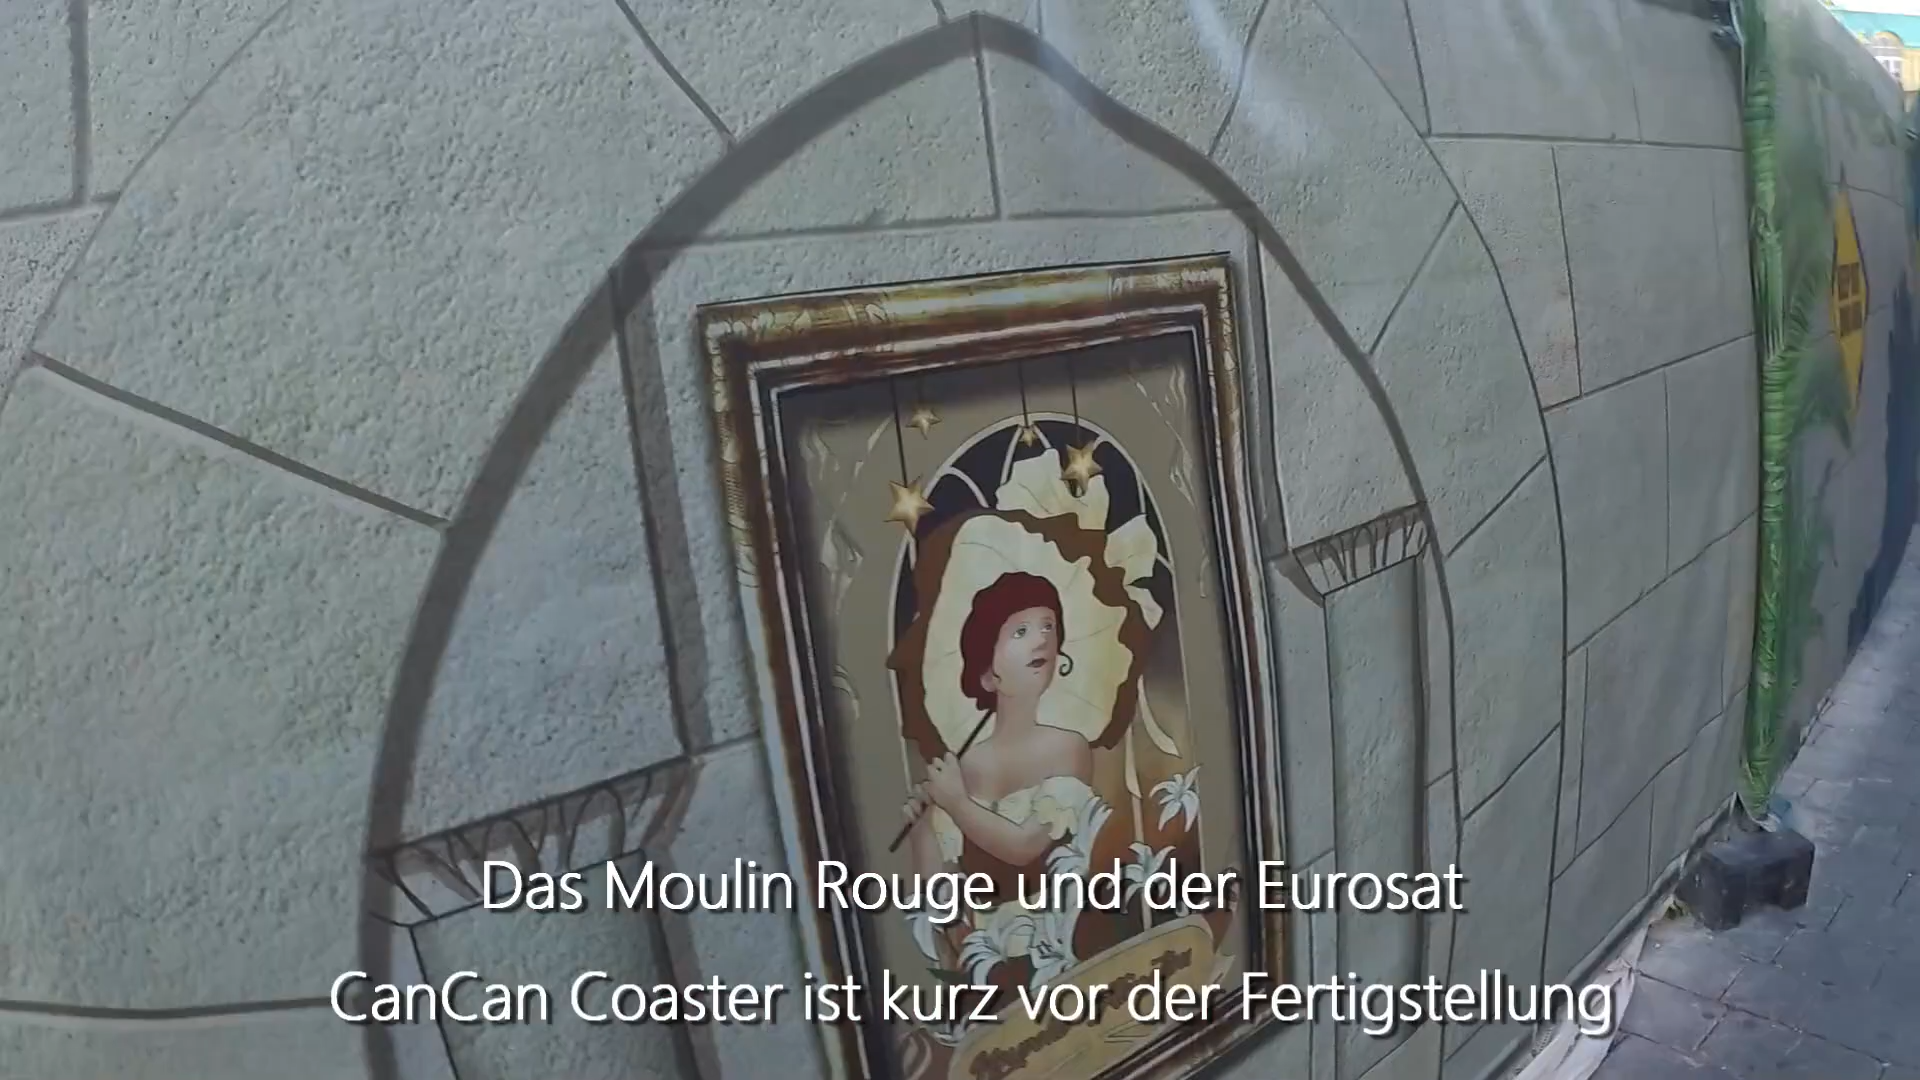 Das Moulin Rouge und der Eurosat
CanCan Coaster ist kurz vor der Fertigstellung